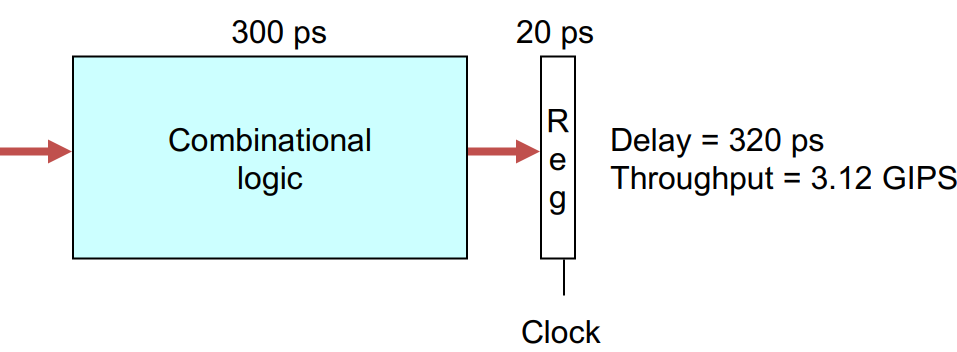 300 ps
20 ps
Combinational
logic
R
e
g
Delay = 320 ps
Throughput = 3.12 GIPS
Clock